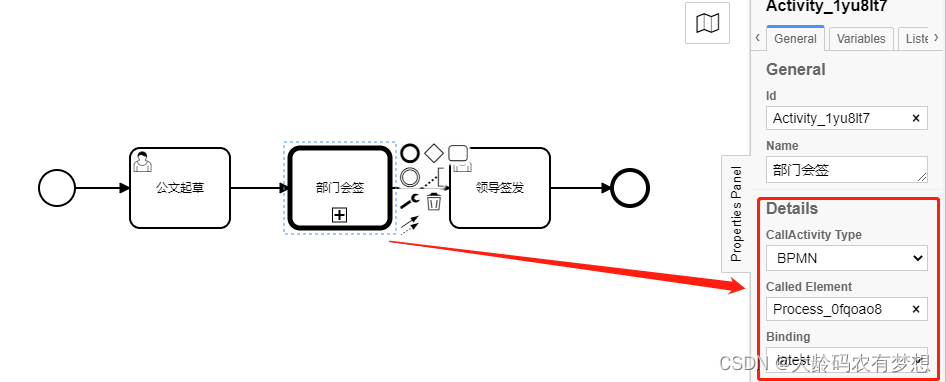 Activity_1yu8lt7
General
Variables
Liste
General
Id
Activity_1yu8lt7
Name
部门会签
公文起草
部门会签
领导签发
Properties Panel
Details
CallActivity Type
BPMN
Called Element
Process_0fqoao8
Binding
latest
CSDN @大龄码农有梦想